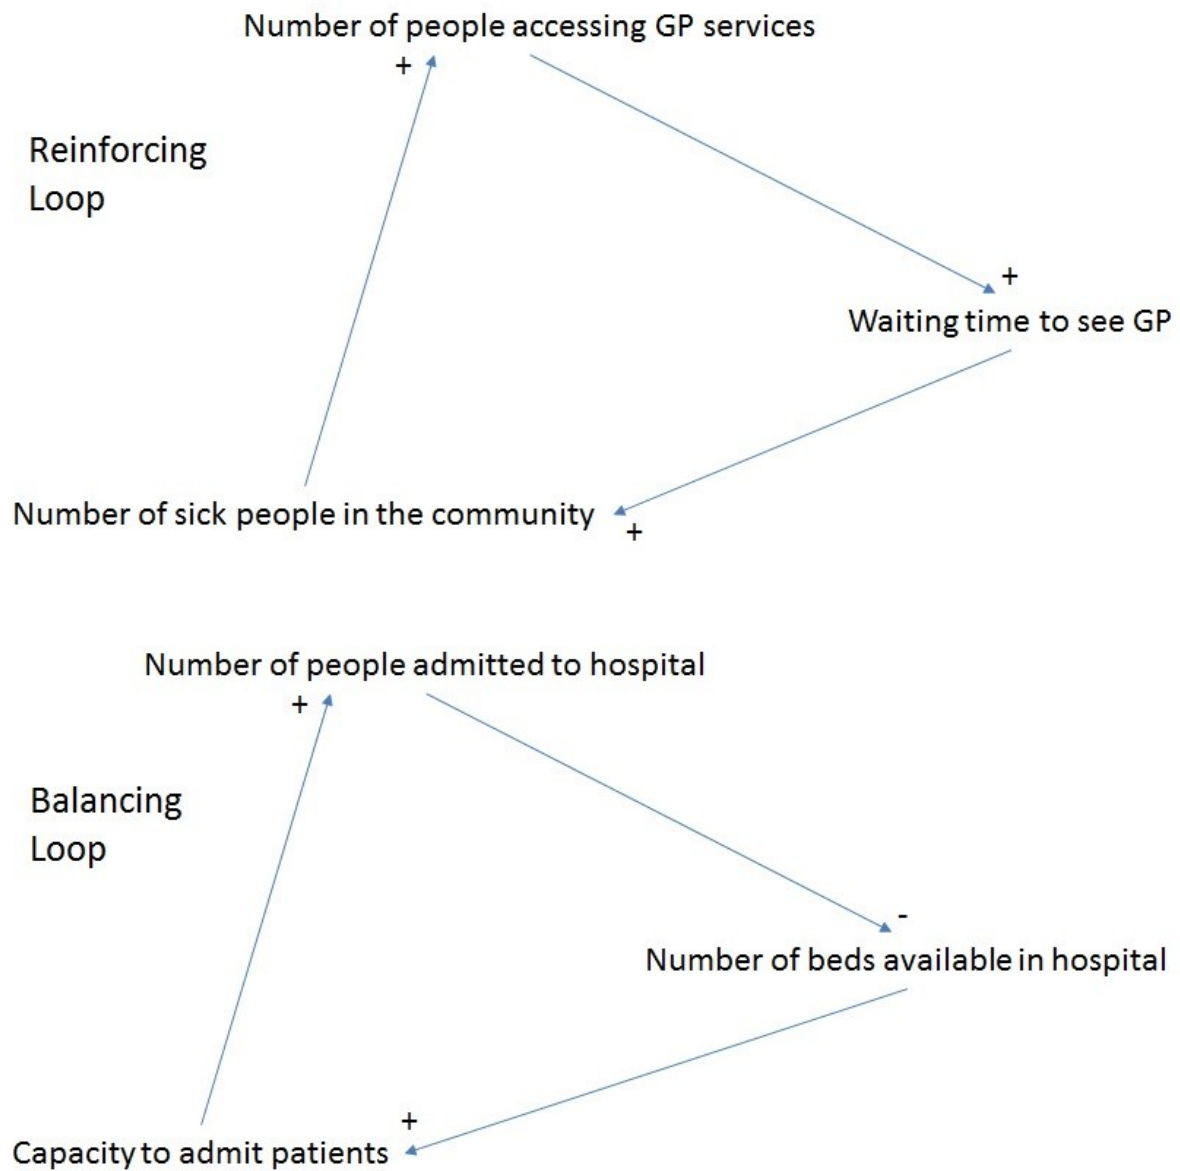 Number of people accessing GP services
+
Reinforcing
Loop
+
Waiting time to see GP
Number of sick people in the community
+
Number of people admitted to hospital
+
Balancing
Loop
-
Number of beds available in hospital
+
Capacity to admit patients